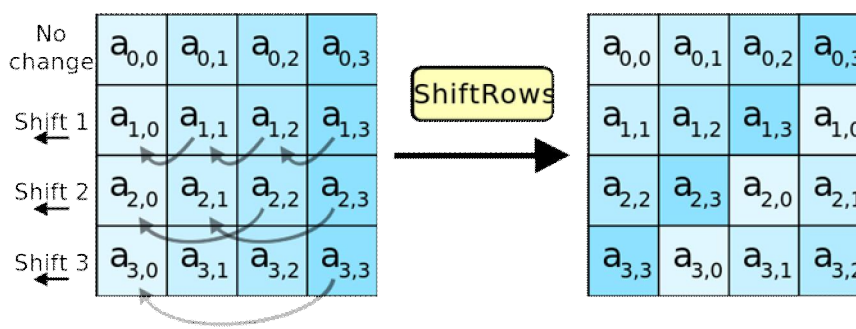 No change a0,0 a0,1 a0,2 a0,3
Shift 1 a1,0 a1,1 a1,2 a1,3
Shift 2 a2,0 a2,1 a2,2 a2,3
Shift 3 a3,0 a3,1 a3,2 a3,3
ShiftRows
a0,0 a0,1 a0,2 a0,3
a1,1 a1,2 a1,3 a1,0
a2,2 a2,3 a2,0 a2,1
a3,3 a3,0 a3,1 a3,2